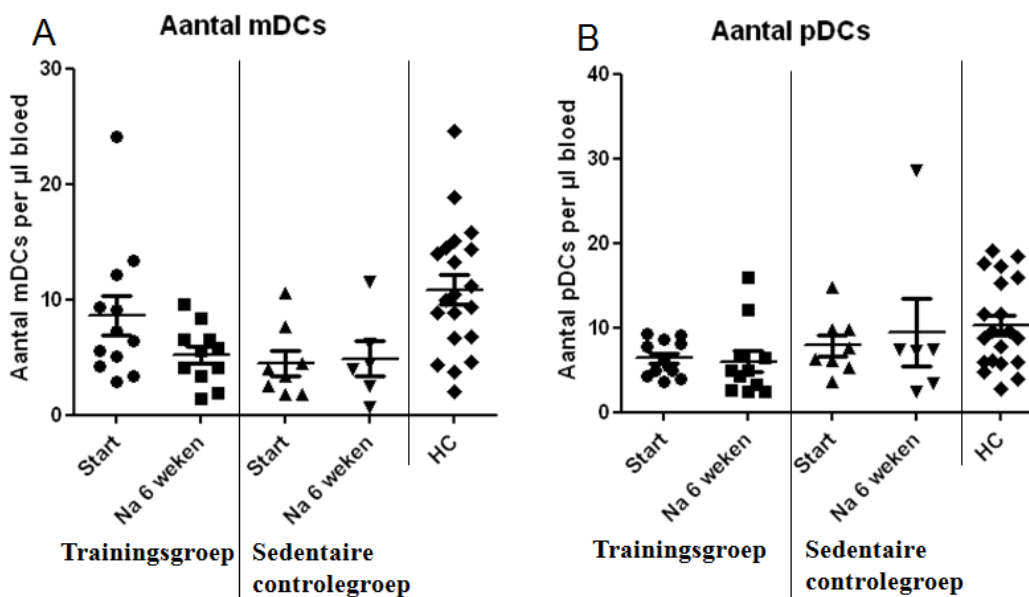 A
Aantal mDCs
Aantal mDCs per µl bloed
30
20
10
0
Start
Na 6 weken
Start
Na 6 weken
HC
Trainingsgroep
Sedentaire
controlegroep
B
Aantal pDCs
Aantal pDCs per µl bloed
40
30
20
10
0
Start
Na 6 weken
Start
Na 6 weken
HC
Trainingsgroep
Sedentaire
controlegroep